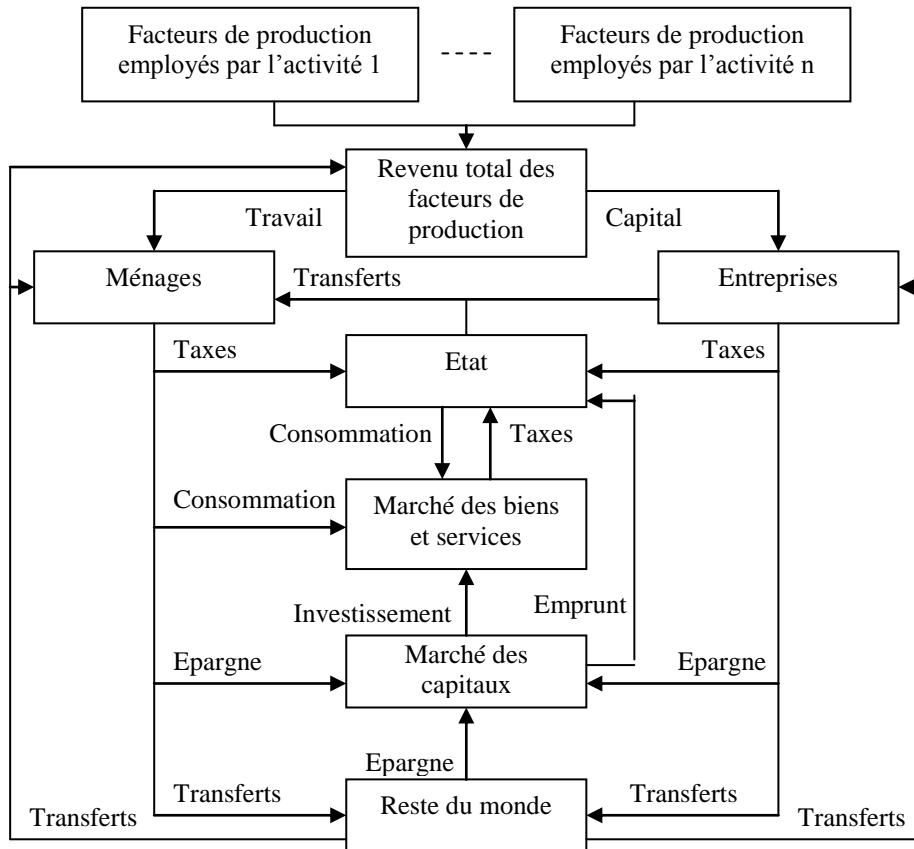 Facteurs de production
employés par l'activité 1
Facteurs de production
employés par l'activité n
Revenu total des
facteurs de
production
Travail
Capital
Ménages
Transferts
Entreprises
Taxes
Etat
Taxes
Consommation
Taxes
Consommation
Marché des biens
et services
Investissement
Emprunt
Epargne
Marché des
capitaux
Epargne
Epargne
Transferts
Reste du monde
Transferts
Transferts
Transferts